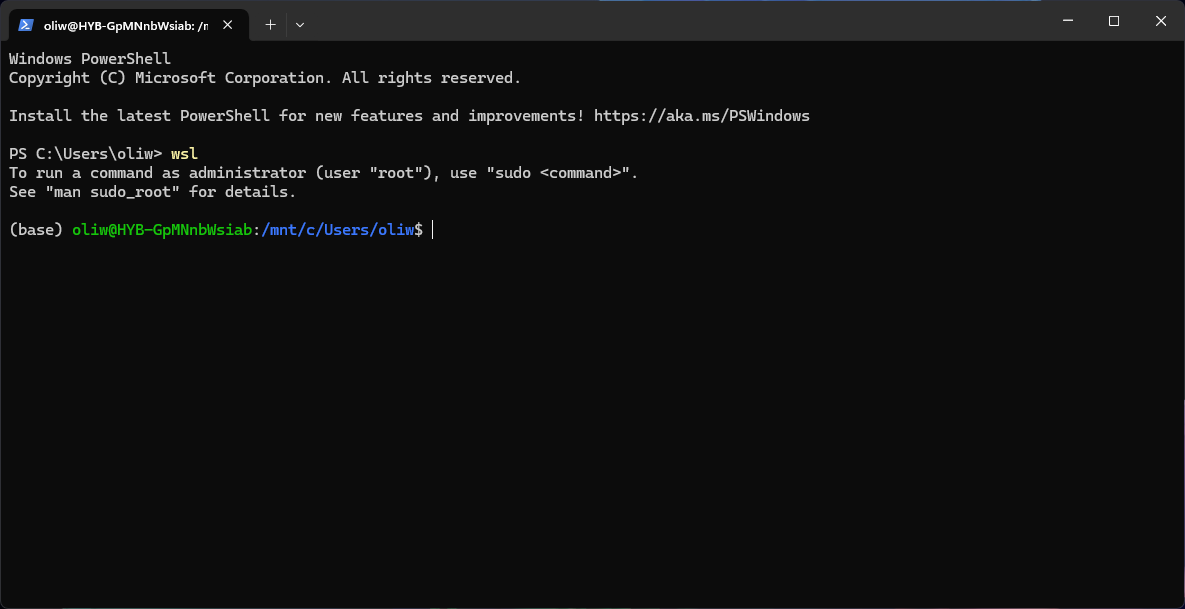 oliw@HYB-GpMNnbWsiab: /n
Windows PowerShell
Copyright (C) Microsoft Corporation. All rights reserved.
Install the latest PowerShell for new features and improvements! https://aka.ms/PSWindows
PS C:\Users\oliw> wsl
To run a command as administrator (user "root"), use "sudo <command>".
See "man sudo_root" for details.
(base) oliw@HYB-GpMNnbWsiab:/mnt/c/Users/oliw$